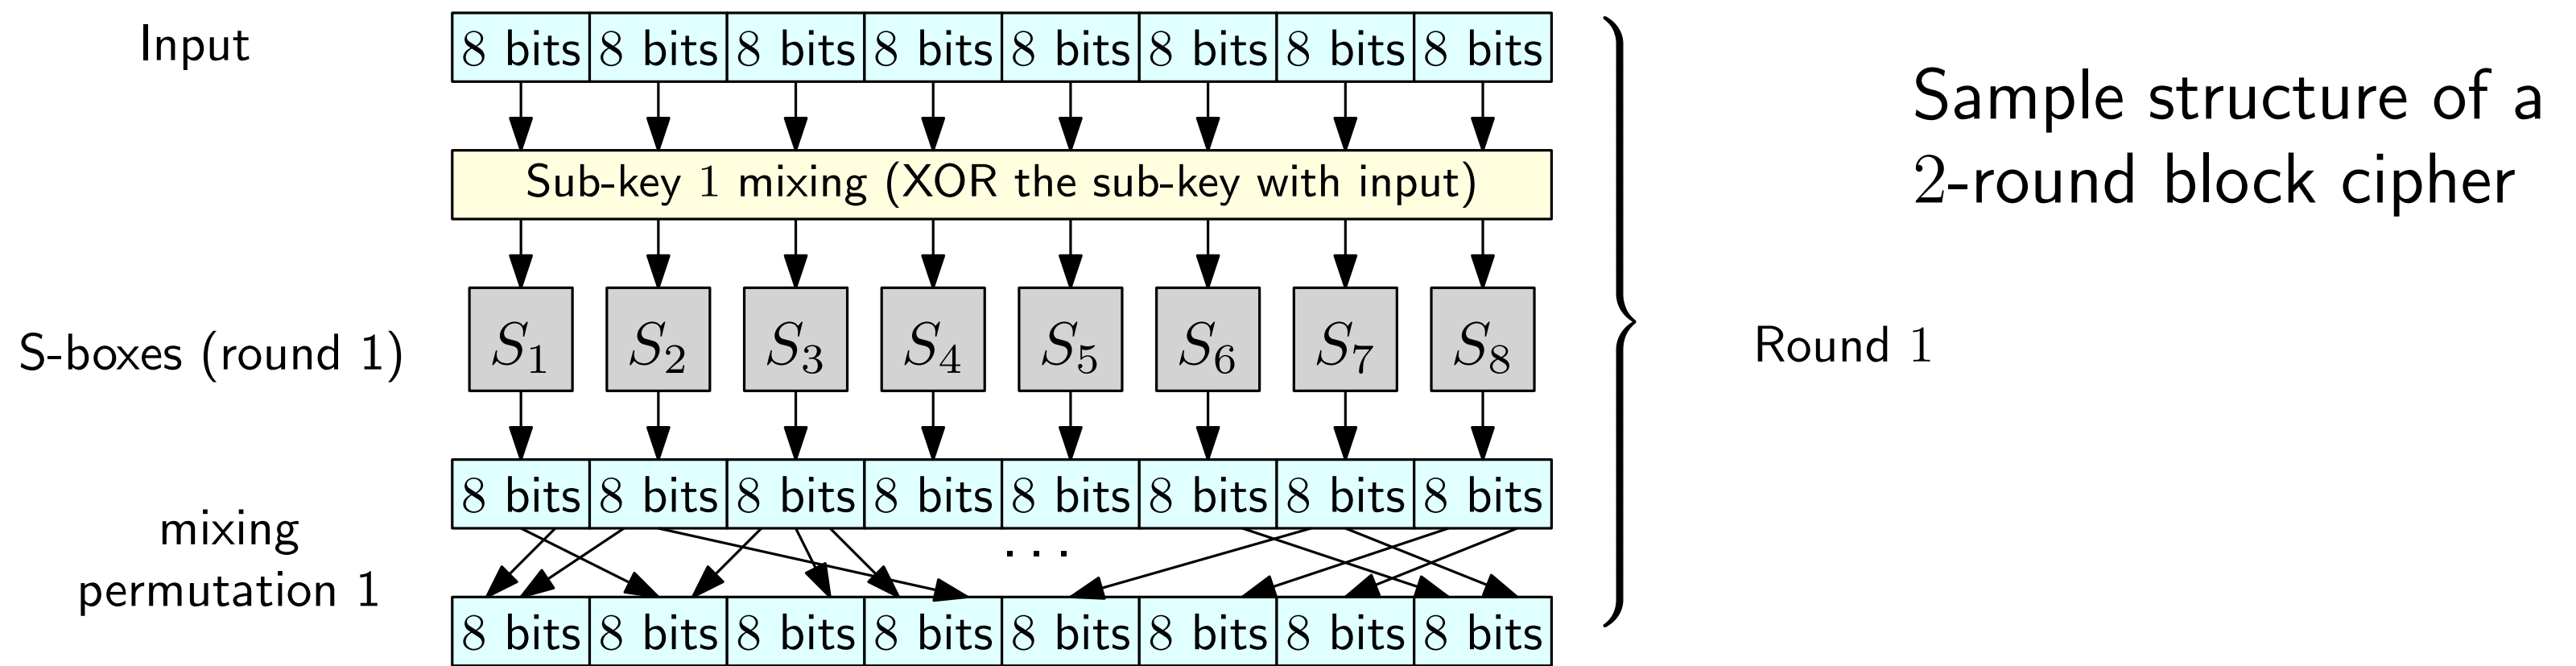 Input
8 bits 8 bits 8 bits 8 bits 8 bits 8 bits 8 bits 8 bits
Sample structure of a
2-round block cipher
Sub-key 1 mixing (XOR the sub-key with input)
S-boxes (round 1)
S₁ S₂ S₃ S₄ S₅ S₆ S₇ S₈
Round 1
8 bits 8 bits 8 bits 8 bits 8 bits 8 bits 8 bits 8 bits
mixing
permutation 1
...
8 bits 8 bits 8 bits 8 bits 8 bits 8 bits 8 bits 8 bits